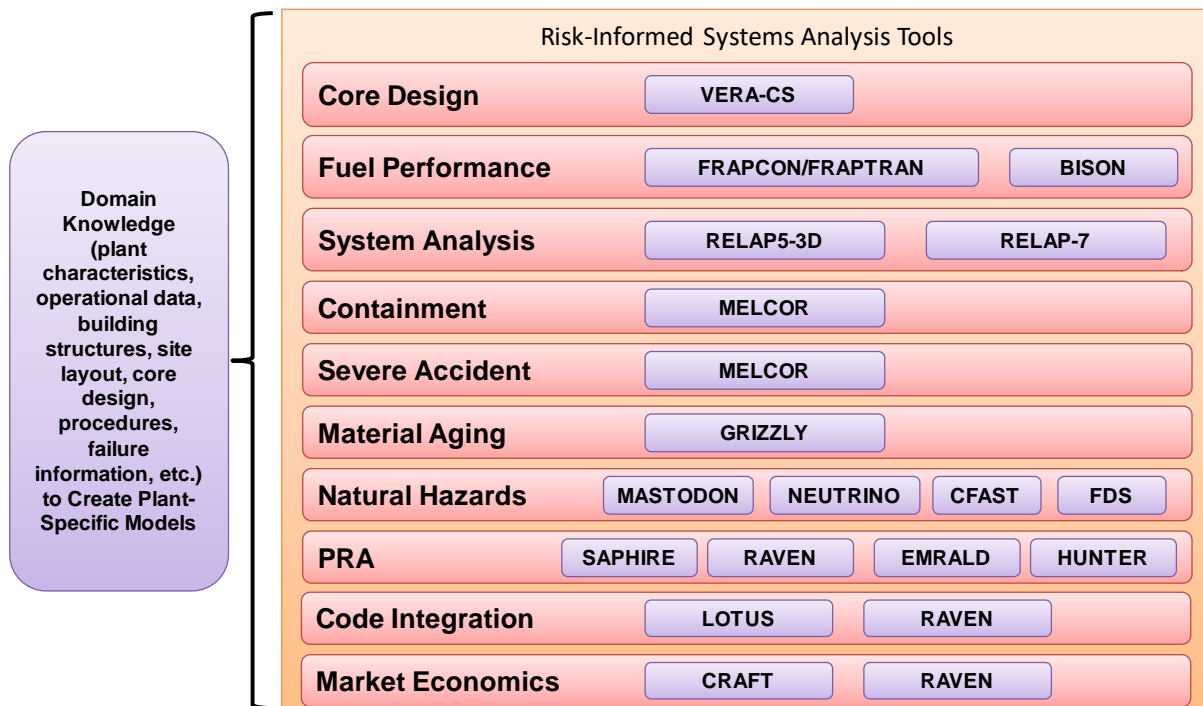 Risk-Informed Systems Analysis Tools
Domain
Knowledge
(plant
characteristics,
operational data,
building
structures, site
layout, core
design,
procedures,
failure
information, etc.)
to Create Plant-
Specific Models
Core Design VERA-CS
Fuel Performance FRAPCON/FRAPTRAN BISON
System Analysis RELAP5-3D RELAP-7
Containment MELCOR
Severe Accident MELCOR
Material Aging GRIZZLY
Natural Hazards MASTODON NEUTRINO CFAST FDS
PRA SAPHIRE RAVEN EMRALD HUNTER
Code Integration LOTUS RAVEN
Market Economics CRAFT RAVEN